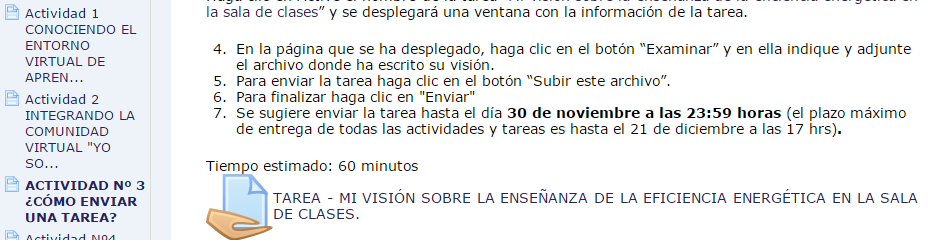 Actividad 1
CONOCIENDO EL
ENTORNO
VIRTUAL DE
APREN...
Actividad 2
INTEGRANDO LA
COMUNIDAD
VIRTUAL "YO
SO...
ACTIVIDAD Nº 3
¿CÓMO ENVIAR
UNA TAREA?
Actividad Nº4
la sala de clases” y se desplegará una ventana con la información de la tarea.
4. En la página que se ha desplegado, haga clic en el botón “Examinar” y en ella indique y adjunte
el archivo donde ha escrito su visión.
5. Para enviar la tarea haga clic en el botón “Subir este archivo”.
6. Para finalizar haga clic en "Enviar"
7. Se sugiere enviar la tarea hasta el día 30 de noviembre a las 23:59 horas (el plazo máximo
de entrega de todas las actividades y tareas es hasta el 21 de diciembre a las 17 hrs).
Tiempo estimado: 60 minutos
TAREA - MI VISIÓN SOBRE LA ENSEÑANZA DE LA EFICIENCIA ENERGÉTICA EN LA SALA
DE CLASES.